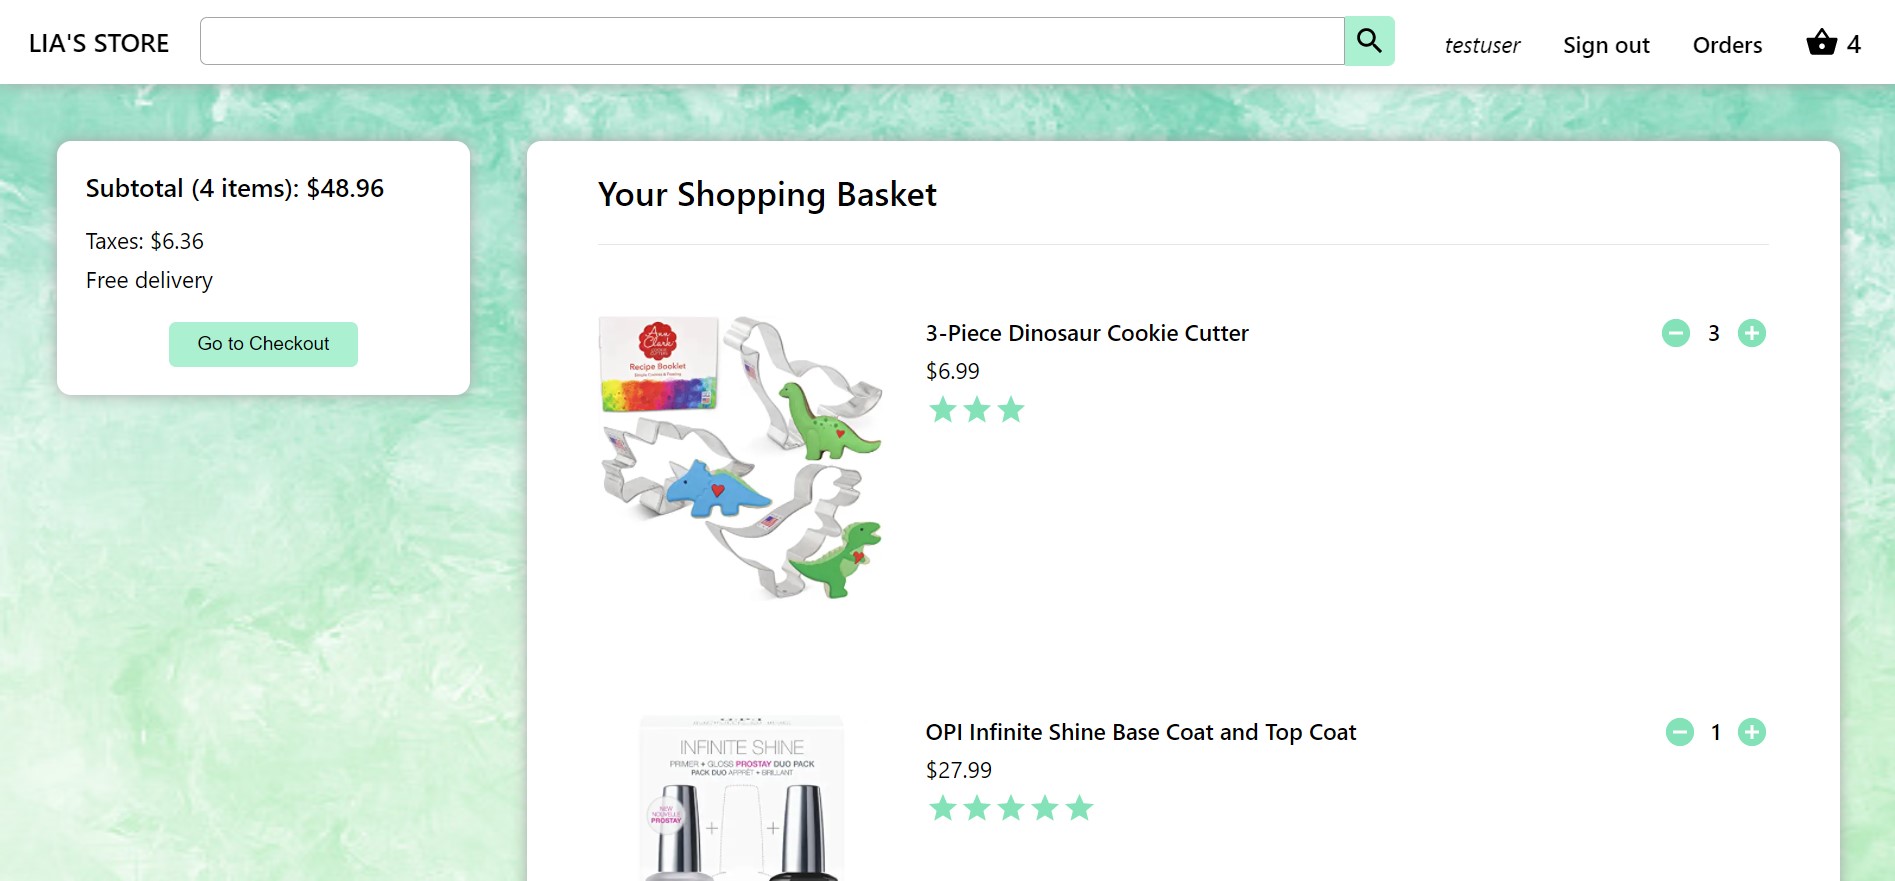 LIA'S STORE
testuser
Sign out
Orders
4
Subtotal (4 items): $48.96
Taxes: $6.36
Free delivery
Go to Checkout
Your Shopping Basket
Ann Clark
Recipe Booklet
3-Piece Dinosaur Cookie Cutter
3
$6.99
INFINITE SHINE
PRIMER + GLOSS PROSTAY DUO PACK
PACK DUO APPRÊT + BRILLANT
NEW
NOUVELLE
PROSTAY
OPI Infinite Shine Base Coat and Top Coat
1
$27.99